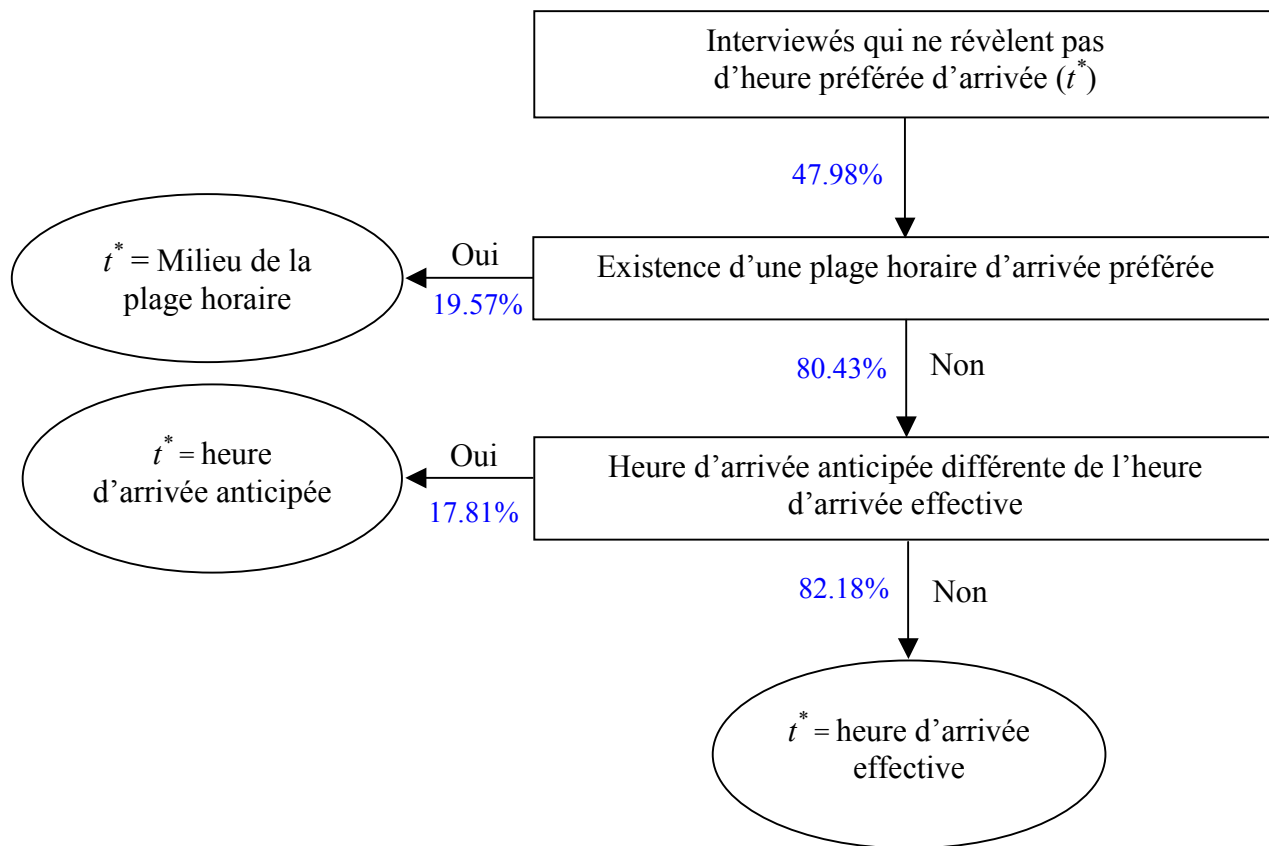 Interviewés qui ne révèlent pas
d’heure préférée d’arrivée (t*)
47.98%
t* = Milieu de la
plage horaire
Oui
19.57%
Existence d’une plage horaire d’arrivée préférée
80.43%
Non
t* = heure
d’arrivée anticipée
Oui
17.81%
Heure d’arrivée anticipée différente de l’heure
d’arrivée effective
82.18%
Non
t* = heure d’arrivée
effective